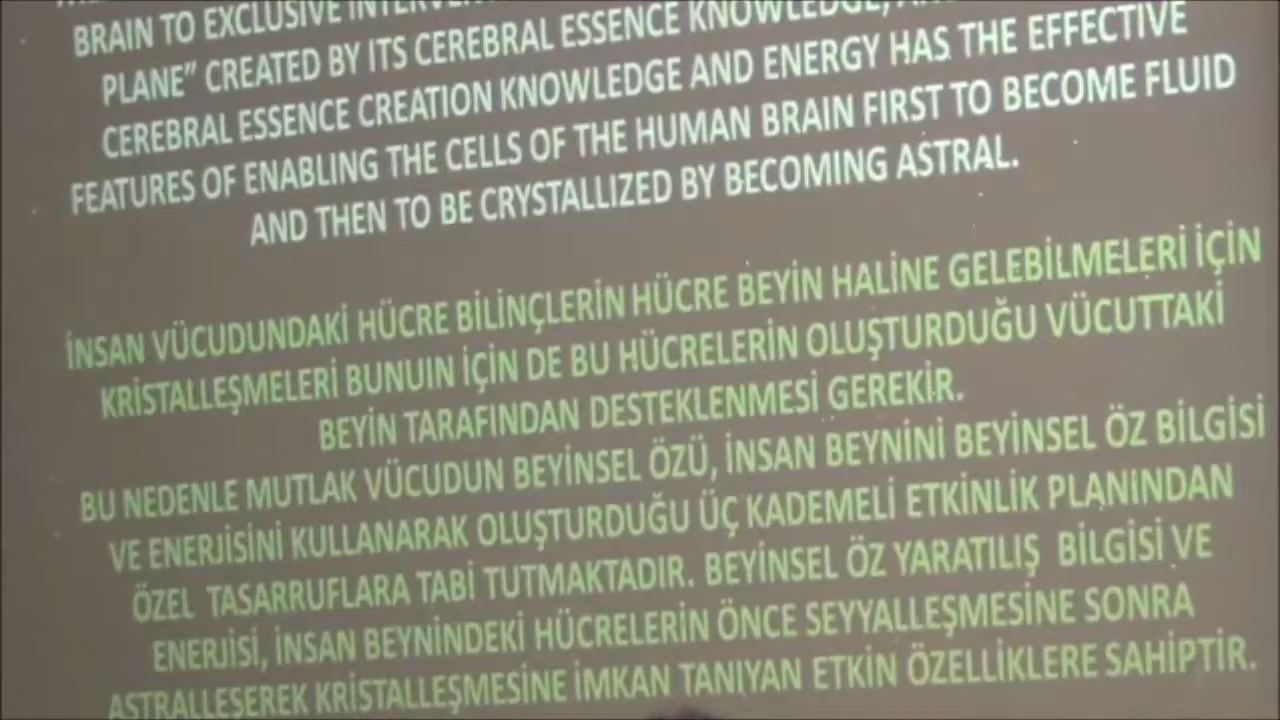 BRAIN TO EXCLUSIVE
PLANE" CREATED BY ITS CEREBRAL ESSENCE KNOWLEDGE,
CEREBRAL ESSENCE CREATION KNOWLEDGE AND ENERGY HAS THE EFFECTIVE
FEATURES OF ENABLING THE CELLS OF THE HUMAN BRAIN FIRST TO BECOME FLUID
AND THEN TO BE CRYSTALLIZED BY BECOMING ASTRAL.
İNSAN VÜCUDUNDAKİ HÜCRE BİLİNÇLERİN HÜCRE BEYİN HALİNE GELEBİLMELERİ İÇİN
KRİSTALLEŞMELERİ BUNUIN İÇİN DE BU HÜCRELERİN OLUŞTURDUĞU VÜCUTTAKİ
BEYİN TARAFINDAN DESTEKLENMESİ GEREKİR.
BU NEDENLE MUTLAK VÜCUDUN BEYİNSEL ÖZÜ, İNSAN BEYNİNİ BEYİNSEL ÖZ BİLGİSİ
VE ENERJİSİNİ KULLANARAK OLUŞTURDUĞU ÜÇ KADEMELİ ETKİNLİK PLANINDAN
ÖZEL TASARRUFLARA TABİ TUTMAKTADIR. BEYİNSEL ÖZ YARATILIŞ BİLGİSİ VE
ENERJİSİ, İNSAN BEYNİNDEKİ HÜCRELERİN ÖNCE SEYYALLEŞMESİNE SONRA
ASTRALLEŞEREK KRİSTALLEŞMESİNE İMKAN TANIYAN ETKİN ÖZELLİKLERE SAHİPTİR.